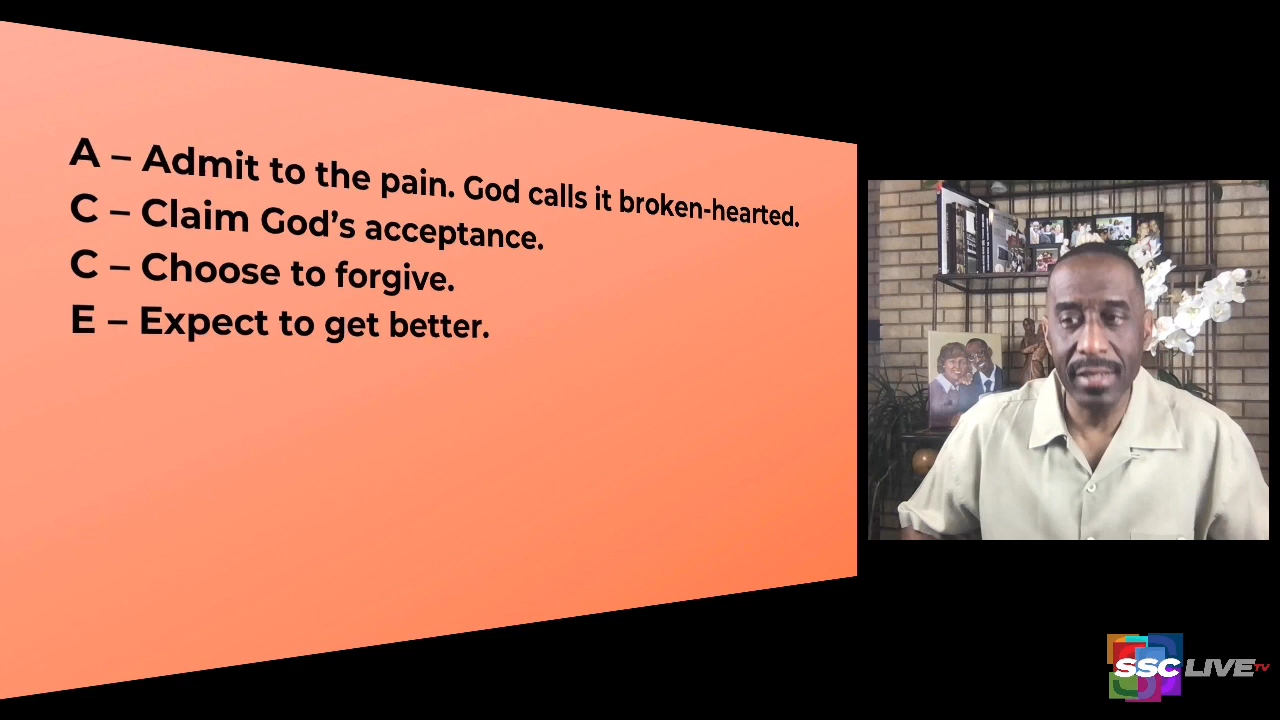 A – Admit to the pain. God calls it broken-hearted.
C – Claim God's acceptance.
C – Choose to forgive.
E – Expect to get better.
SSC LIVE TV